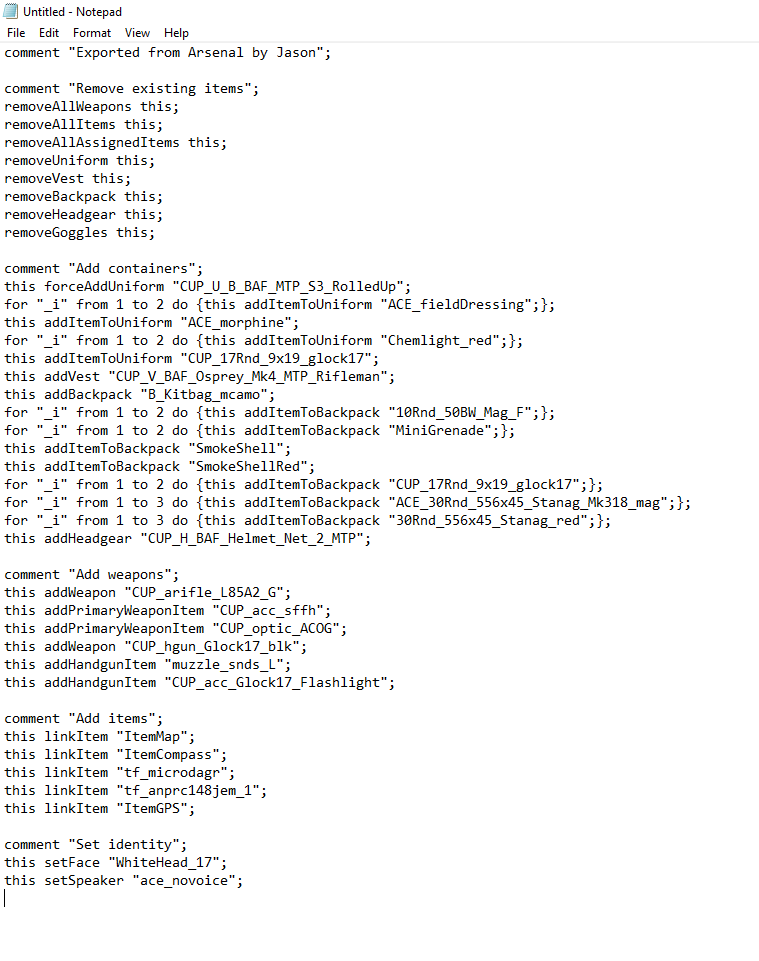 Untitled - Notepad
File Edit Format View Help
comment "Exported from Arsenal by Jason";

comment "Remove existing items";
removeAllWeapons this;
removeAllItems this;
removeAllAssignedItems this;
removeUniform this;
removeVest this;
removeBackpack this;
removeHeadgear this;
removeGoggles this;

comment "Add containers";
this forceAddUniform "CUP_U_B_BAF_MTP_S3_RolledUp";
for "_i" from 1 to 2 do {this addItemToUniform "ACE_fieldDressing";};
this addItemToUniform "ACE_morphine";
for "_i" from 1 to 2 do {this addItemToUniform "Chemlight_red";};
this addItemToUniform "CUP_17Rnd_9x19_glock17";
this addVest "CUP_V_BAF_Osprey_Mk4_MTP_Rifleman";
this addBackpack "B_Kitbag_mcamo";
for "_i" from 1 to 2 do {this addItemToBackpack "10Rnd_50BW_Mag_F";};
for "_i" from 1 to 2 do {this addItemToBackpack "MiniGrenade";};
this addItemToBackpack "SmokeShell";
this addItemToBackpack "SmokeShellRed";
for "_i" from 1 to 2 do {this addItemToBackpack "CUP_17Rnd_9x19_glock17";};
for "_i" from 1 to 3 do {this addItemToBackpack "ACE_30Rnd_556x45_Stanag_Mk318_mag";};
for "_i" from 1 to 3 do {this addItemToBackpack "30Rnd_556x45_Stanag_red";};
this addHeadgear "CUP_H_BAF_Helmet_Net_2_MTP";

comment "Add weapons";
this addWeapon "CUP_arifle_L85A2_G";
this addPrimaryWeaponItem "CUP_acc_sffh";
this addPrimaryWeaponItem "CUP_optic_ACOG";
this addWeapon "CUP_hgun_Glock17_blk";
this addHandgunItem "muzzle_snds_L";
this addHandgunItem "CUP_acc_Glock17_Flashlight";

comment "Add items";
this linkItem "ItemMap";
this linkItem "ItemCompass";
this linkItem "tf_microdagr";
this linkItem "tf_anprc148jem_1";
this linkItem "ItemGPS";

comment "Set identity";
this setFace "WhiteHead_17";
this setSpeaker "ace_novoice";